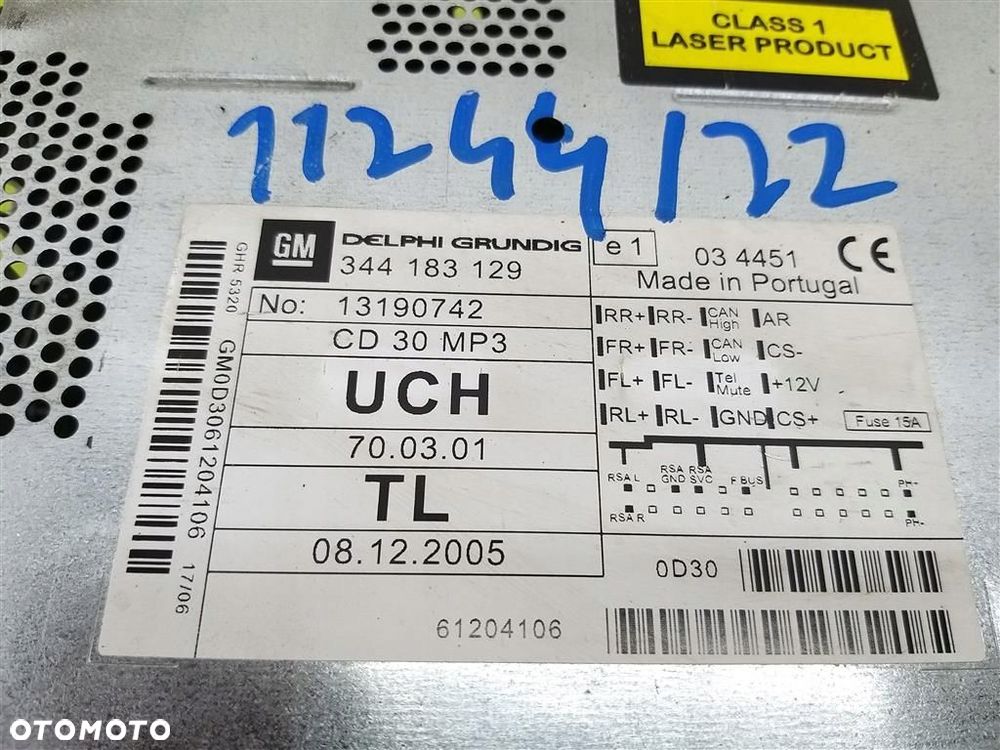 CLASS 1
LASER PRODUCT
11244/22
GM
DELPHI GRUNDIG
344 183 129
e 1
03 4451
CE
Made in Portugal
No: 13190742
CD 30 MP3
UCH
70.03.01
TL
08.12.2005
61204106
RR+ RR- CAN High AR
FR+ FR- CAN Low CS-
FL+ FL- Tel Mute +12V
RL+ RL- GND CS+
Fuse 15A
RSA L RSA GND RSA SVC F BUS PH-
RSA R PH-
0D30
GHR 5320
GM0D3061204106
17/06
OTOMOTO